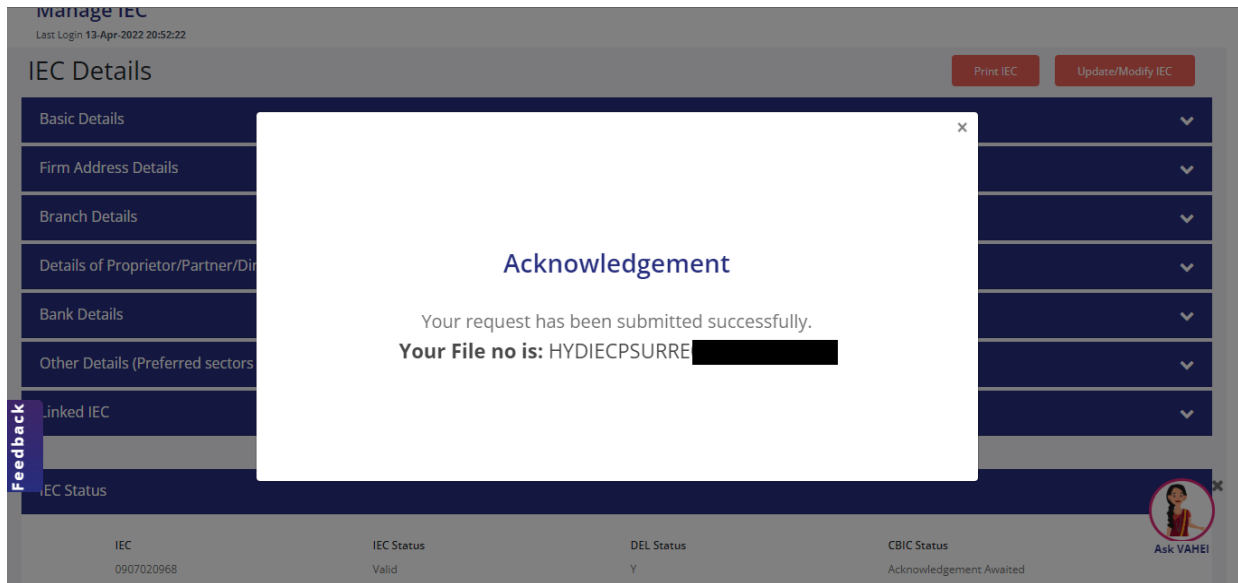 Manage IEC
Last Login 13-Apr-2022 20:52:22
IEC Details
Print IEC
Update/Modify IEC
Basic Details
Firm Address Details
Branch Details
Details of Proprietor/Partner/Dir
Bank Details
Other Details (Preferred sectors
Linked IEC
×
Acknowledgement
Your request has been submitted successfully.
Your File no is: HYDIECPSURRE
Feedback
IEC Status
IEC IEC Status DEL Status CBIC Status
0907020968 Valid Y Acknowledgement Awaited
Ask VAHEI